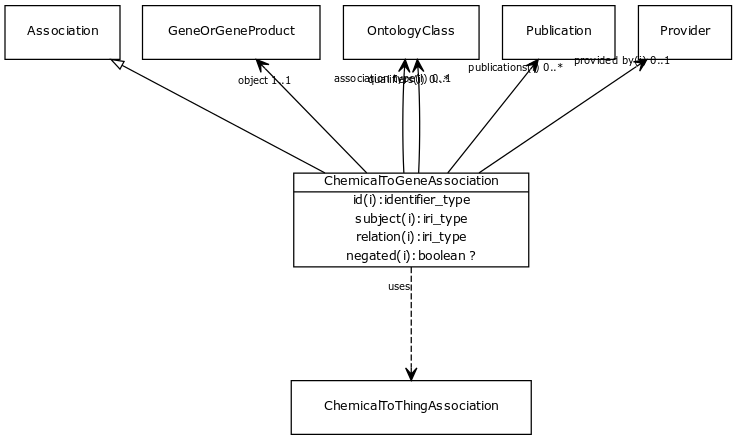 Association
GeneOrGeneProduct
OntologyClass
Publication
Provider
provided by(i) 0..1
publications(i) 0..*
association type(i) 0..1
qualifiers(i) 0..*
object 1..1
ChemicalToGeneAssociation
id(i):identifier_type
subject(i):iri_type
relation(i):iri_type
negated(i):boolean ?
uses
ChemicalToThingAssociation